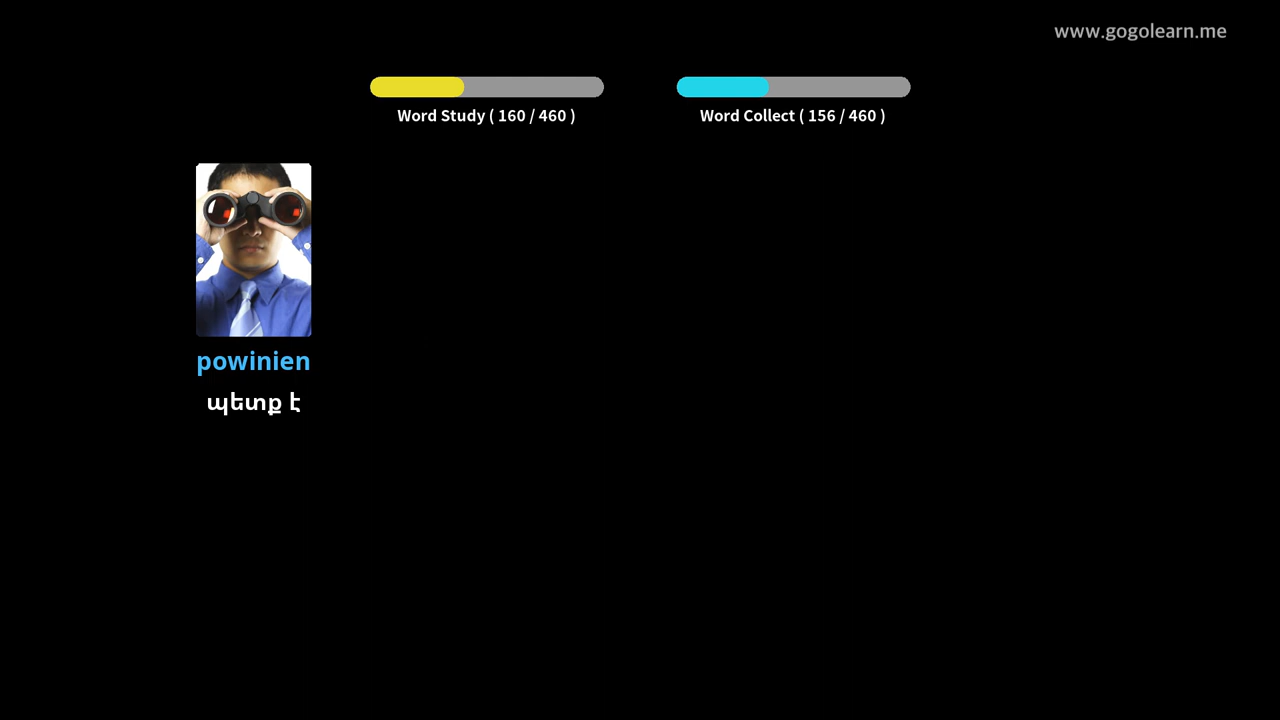 www.gogolearn.me
Word Study ( 160 / 460 )
Word Collect ( 156 / 460 )
powinien
պետք է